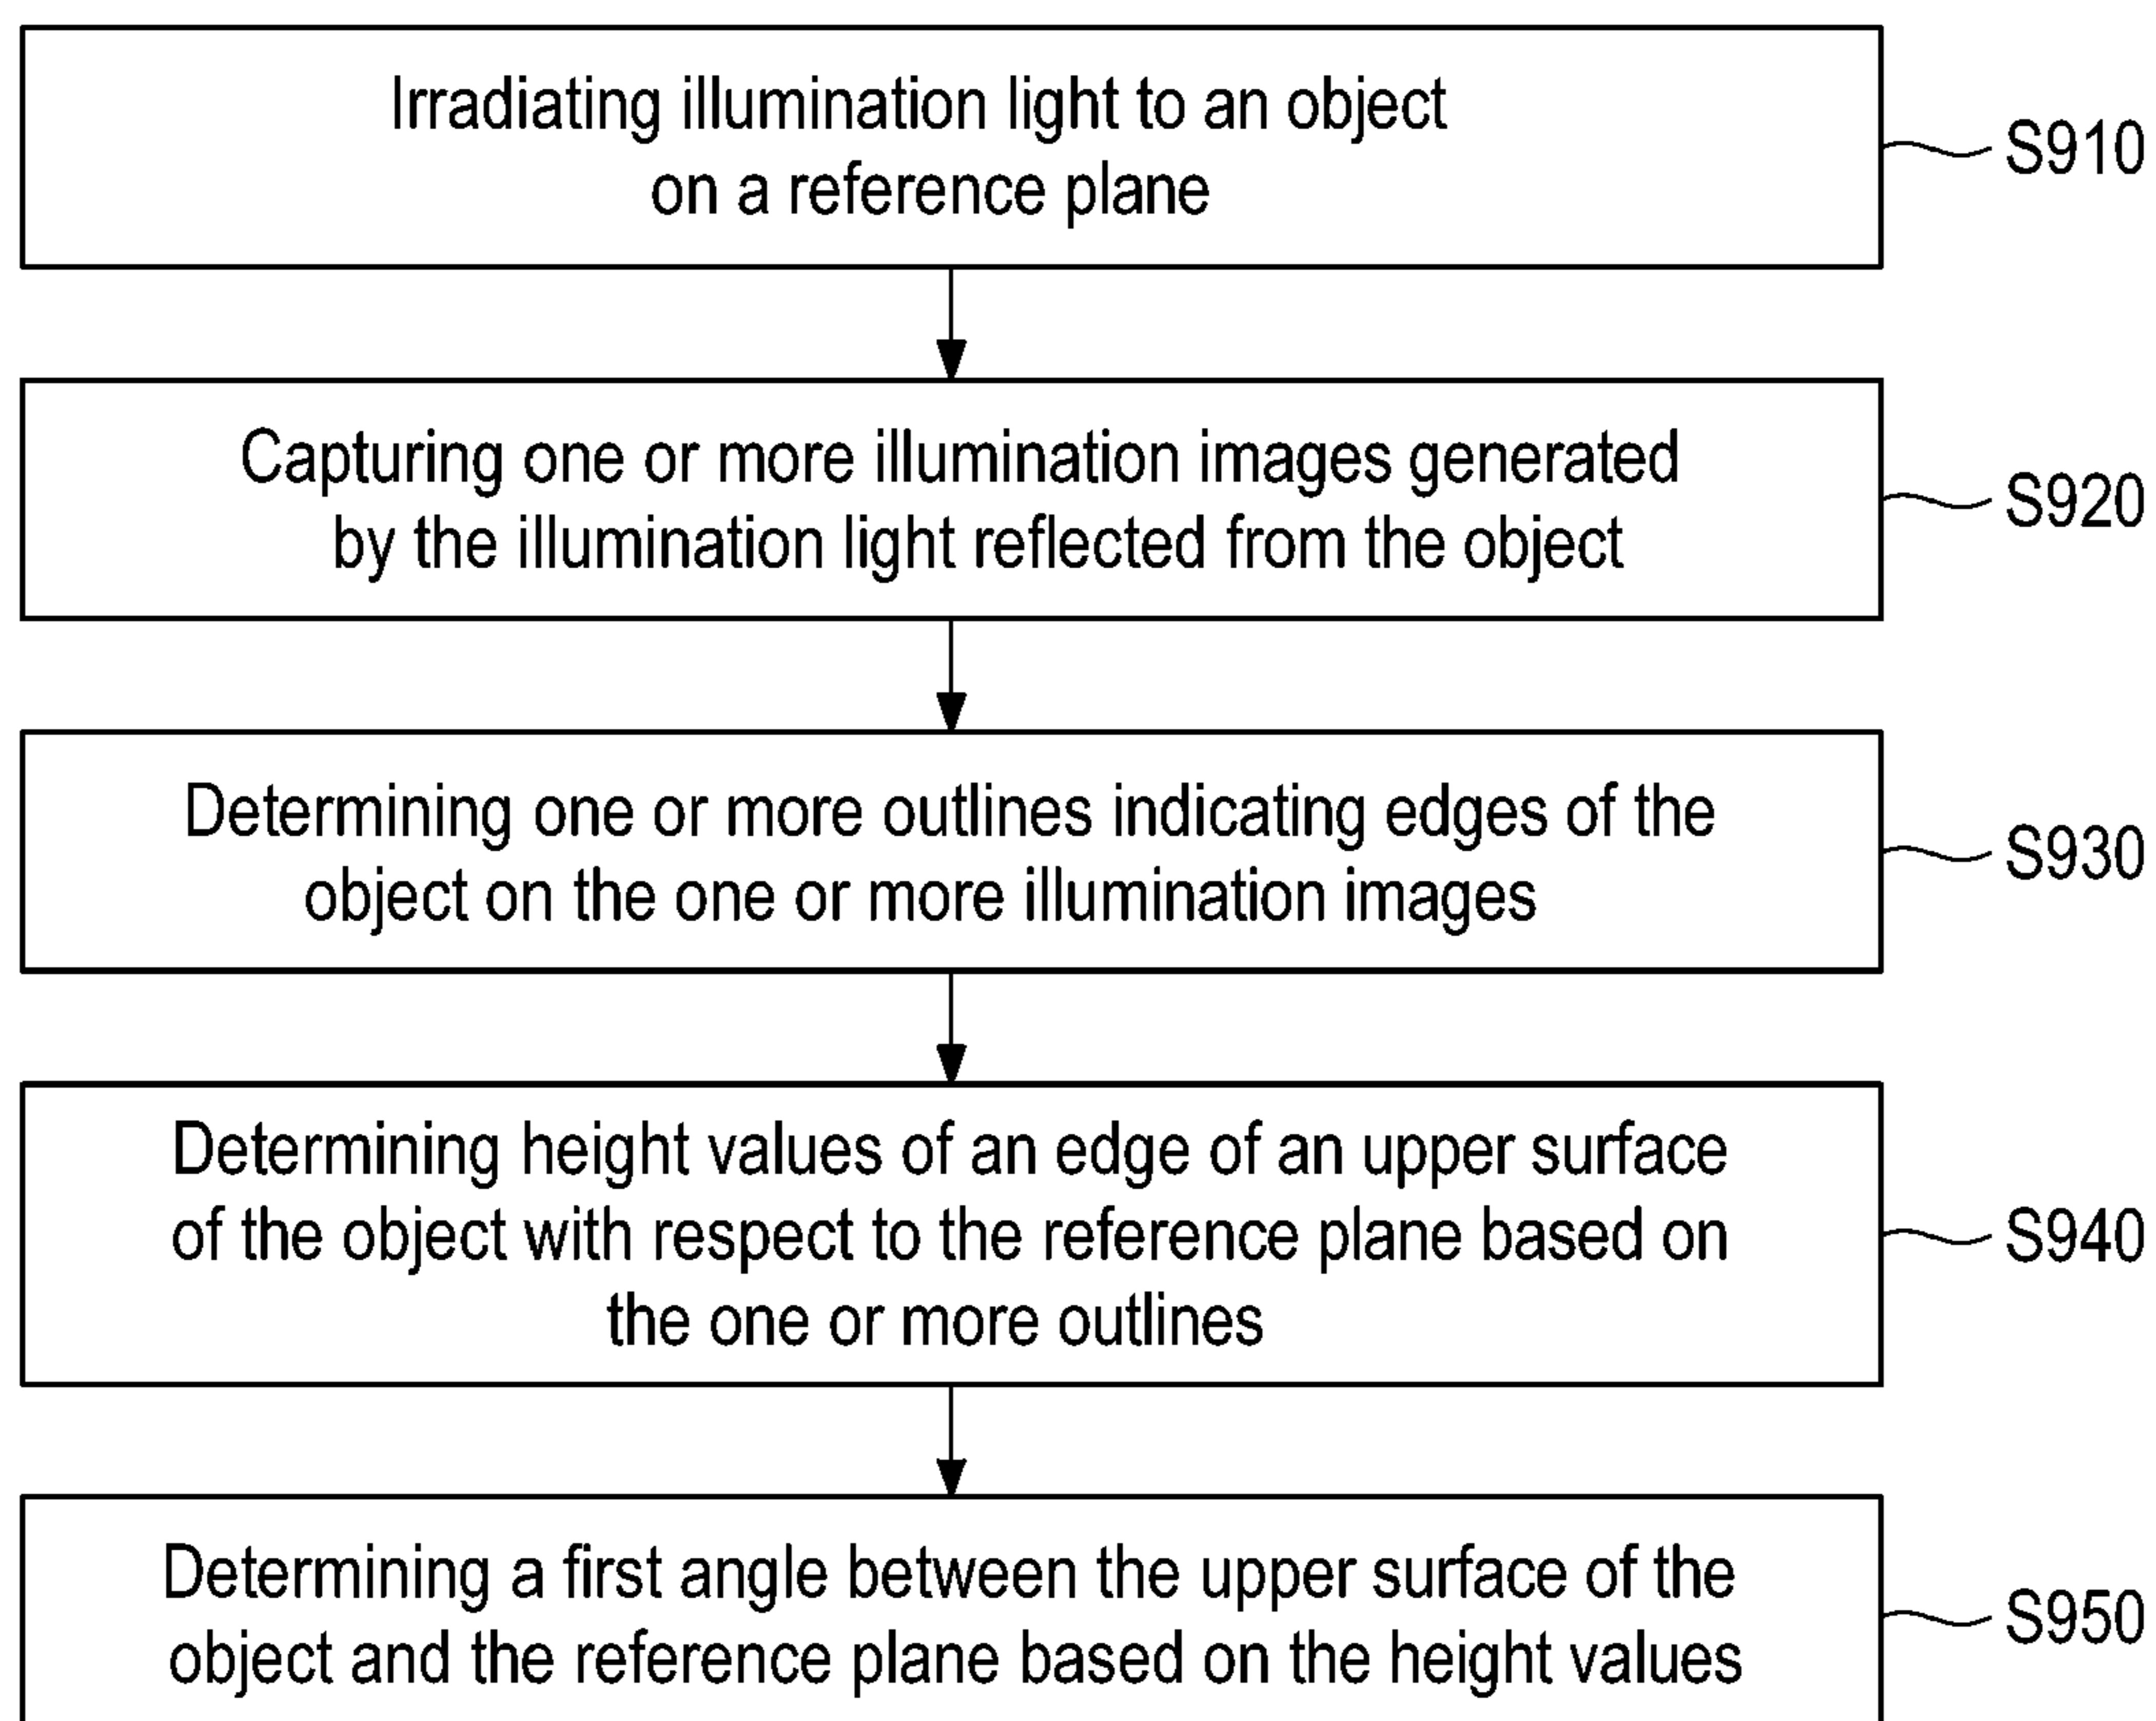 Irradiating illumination light to an object
on a reference plane
S910
Capturing one or more illumination images generated
by the illumination light reflected from the object
S920
Determining one or more outlines indicating edges of the
object on the one or more illumination images
S930
Determining height values of an edge of an upper surface
of the object with respect to the reference plane based on
the one or more outlines
S940
Determining a first angle between the upper surface of the
object and the reference plane based on the height values
S950